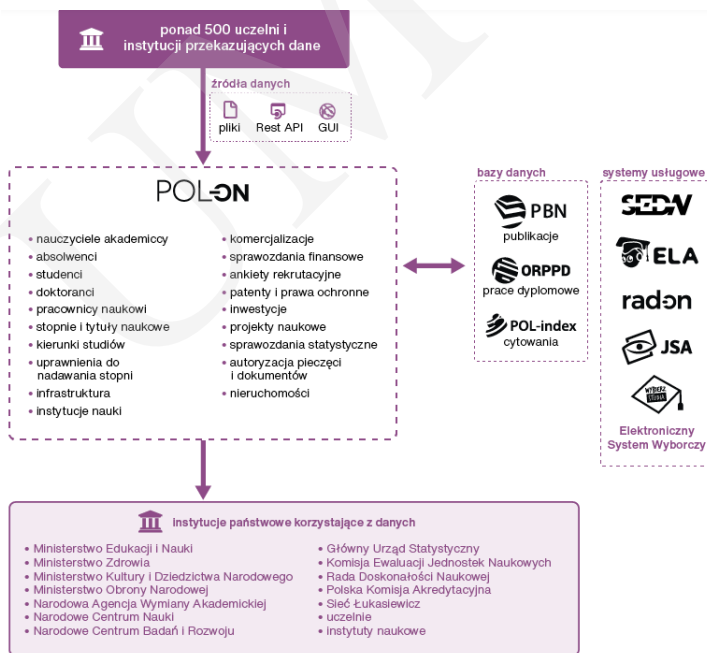 ponad 500 uczelni i
instytucji przekazujących dane
źródła danych
pliki
Rest API
GUI
POL-ON
• nauczyciele akademiccy
• absolwenci
• studenci
• doktoranci
• pracownicy naukowi
• stopnie i tytuły naukowe
• kierunki studiów
• uprawnienia do
nadawania stopni
• infrastruktura
• instytucje nauki
• komercjalizacje
• sprawozdania finansowe
• ankiety rekrutacyjne
• patenty i prawa ochronne
• inwestycje
• projekty naukowe
• sprawozdania statystyczne
• autoryzacja pieczęci
i dokumentów
• nieruchomości
bazy danych
PBN
publikacje
ORPPD
prace dyplomowe
POL-index
cytowania
systemy usługowe
SEDN
ELA
radon
JSA
WYBIERZ
STUDIA
Elektroniczny
System Wyborczy
Instytucje państwowe korzystające z danych
• Ministerstwo Edukacji i Nauki
• Ministerstwo Zdrowia
• Ministerstwo Kultury i Dziedzictwa Narodowego
• Ministerstwo Obrony Narodowej
• Narodowa Agencja Wymiany Akademickiej
• Narodowe Centrum Nauki
• Narodowe Centrum Badań i Rozwoju
• Główny Urząd Statystyczny
• Komisja Ewaluacji Jednostek Naukowych
• Rada Doskonałości Naukowej
• Polska Komisja Akredytacyjna
• Sieć Łukasiewicz
• uczelnie
• instytuty naukowe